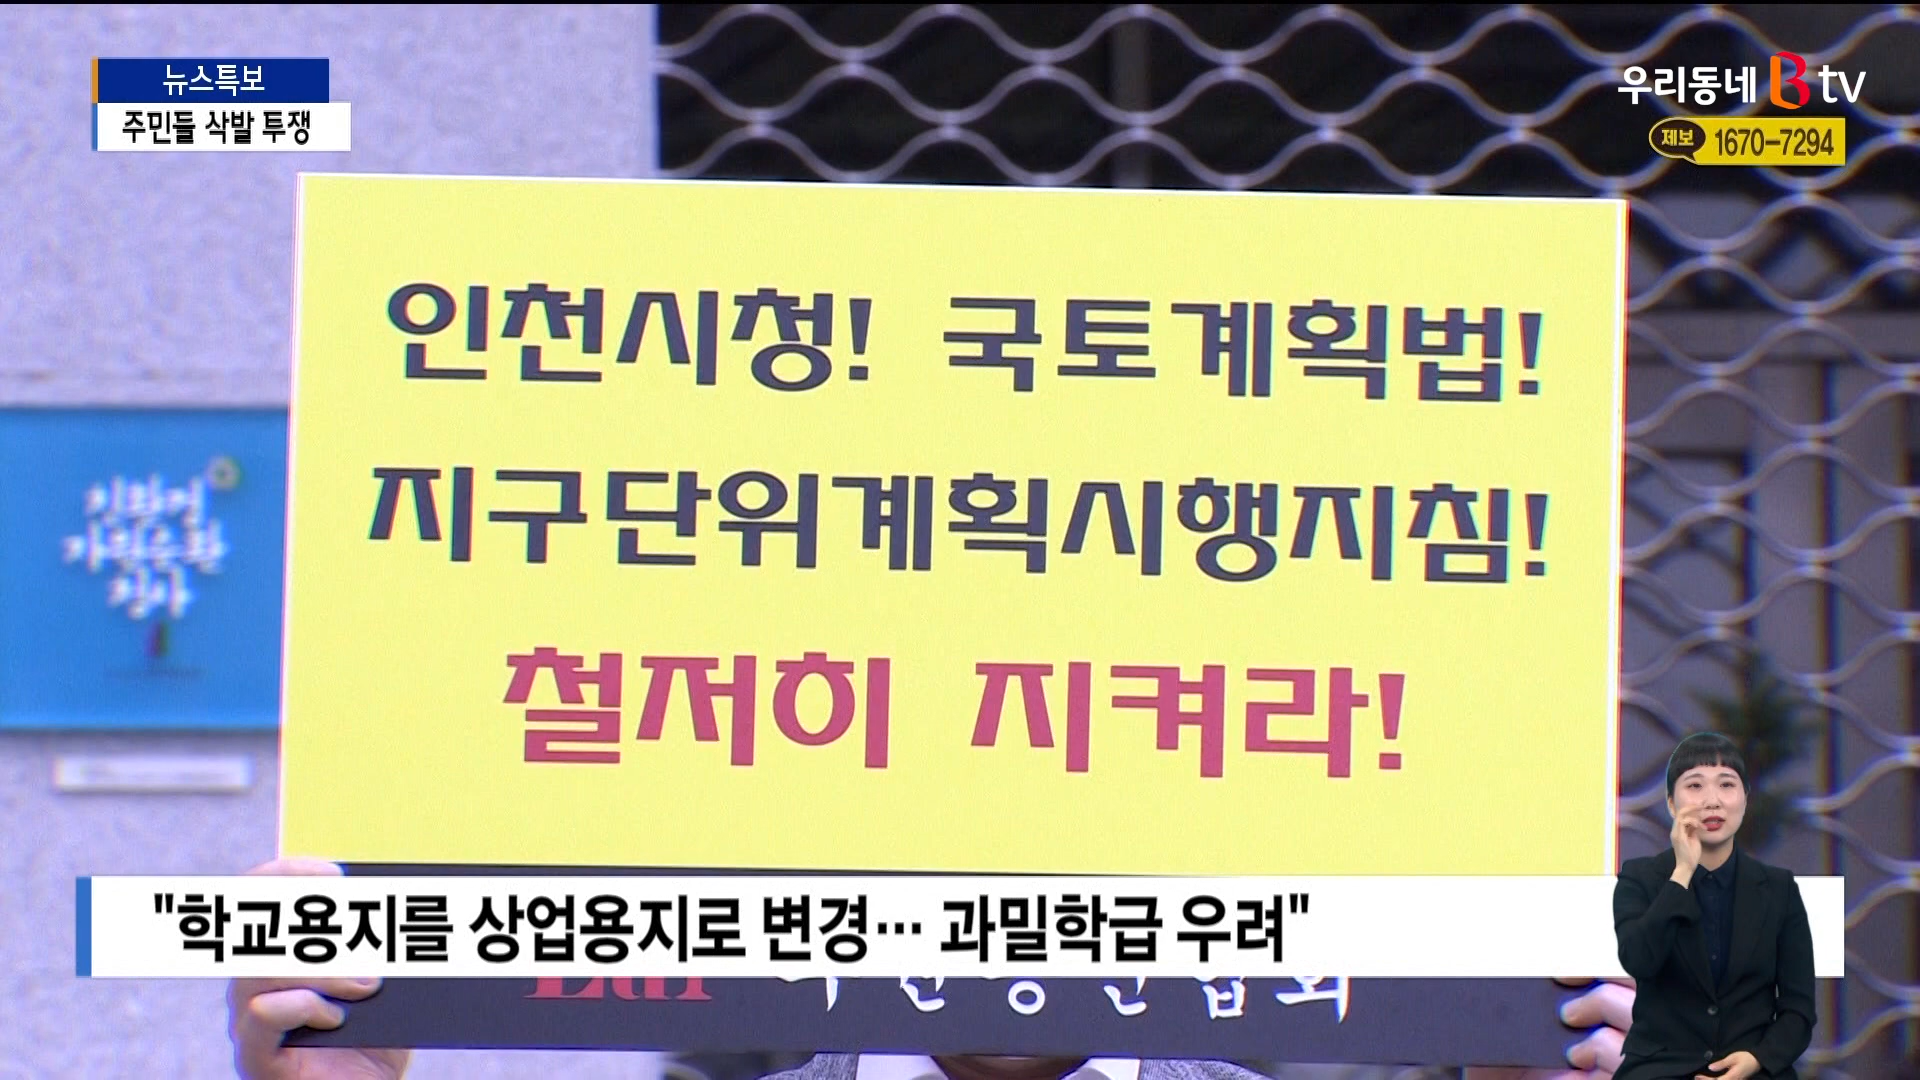 뉴스특보
주민들 삭발 투쟁
우리동네 B tv
제보 1670-7294
인천시청! 국토계획법!
지구단위계획시행지침!
철저히 지켜라!
"학교용지를 상업용지로 변경… 과밀학급 우려"